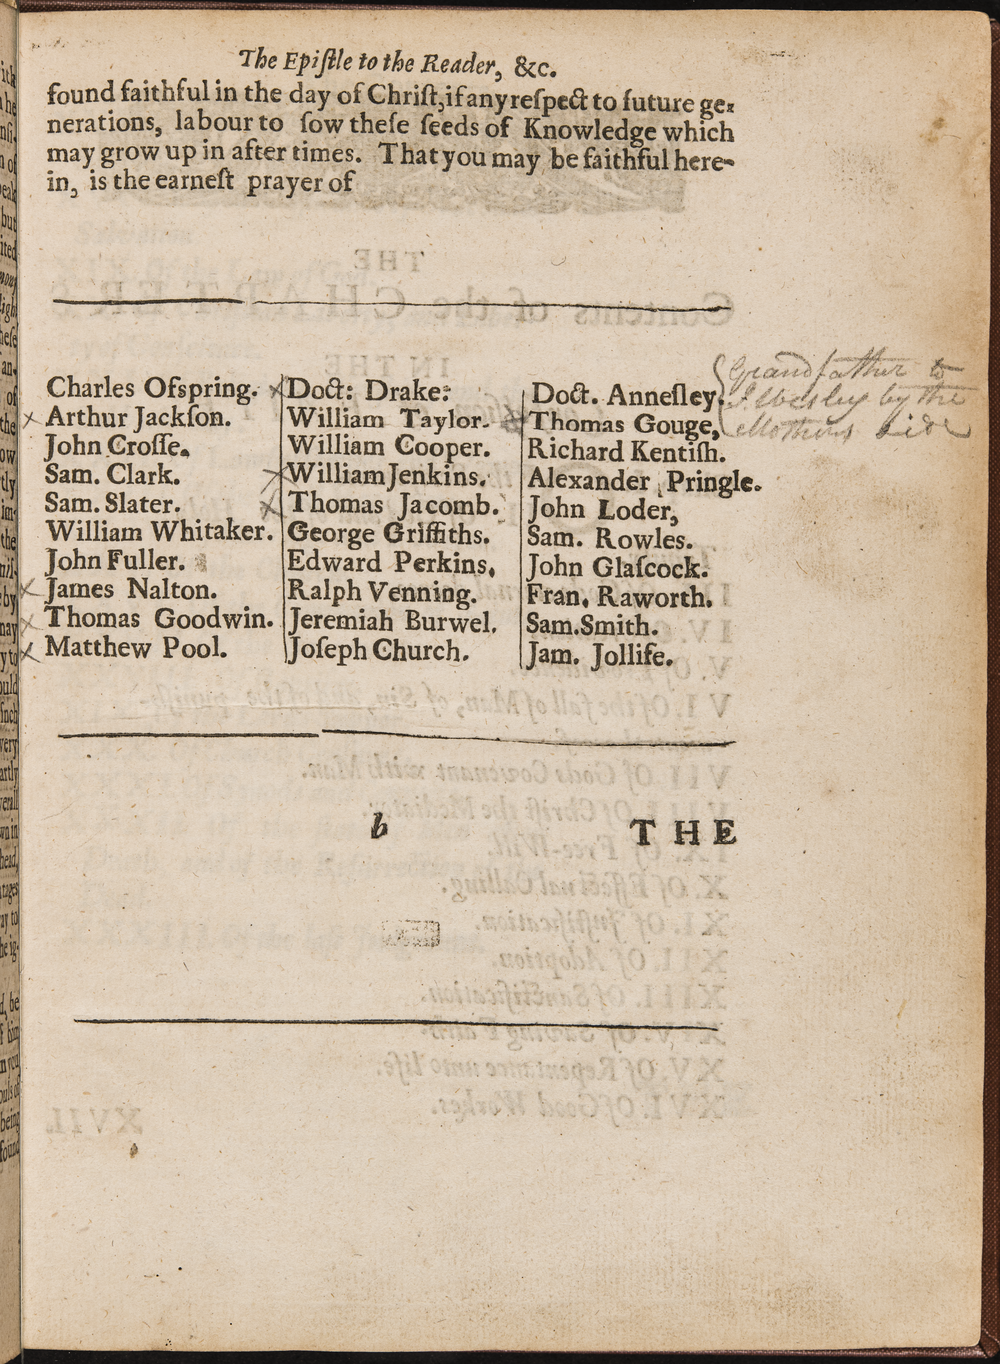 The Epiſtle to the Reader, &c.
found faithful in the day of Chriſt, if any reſpect to future ge-
nerations, labour to ſow theſe ſeeds of Knowledge which
may grow up in after times. That you may be faithful here-
in, is the earneſt prayer of
Charles Ofspring.
Arthur Jackſon.
John Croſſe.
Sam. Clark.
Sam. Slater.
William Whitaker.
John Fuller.
James Nalton.
Thomas Goodwin.
Matthew Pool.
Doct: Drake.
William Taylor.
William Cooper.
William Jenkins.
Thomas Jacomb.
George Griffiths.
Edward Perkins,
Ralph Venning.
Jeremiah Burwel.
Joſeph Church.
Doct. Anneſley.
Thomas Gouge,
Richard Kentiſh.
Alexander Pringle.
John Loder,
Sam. Rowles.
John Glaſcock.
Fran. Raworth.
Sam. Smith.
Jam. Jollife.
Grandfather to
J. Wesley by the
Mothers side
b
THE